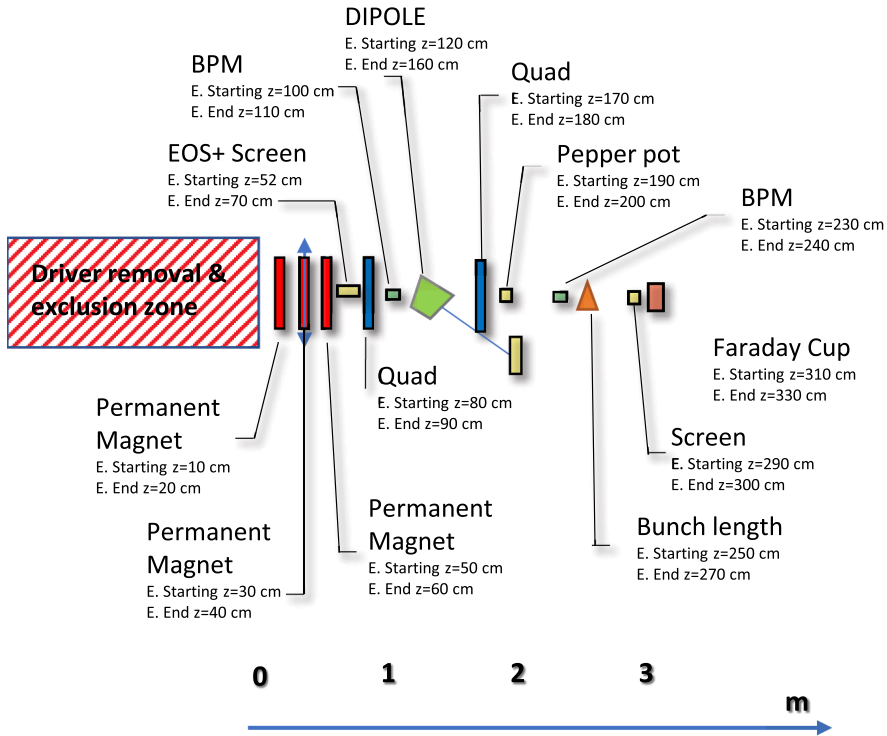 DIPOLE
E. Starting z=120 cm
E. End z=160 cm
BPM
E. Starting z=100 cm
E. End z=110 cm
Quad
E. Starting z=170 cm
E. End z=180 cm
EOS+ Screen
E. Starting z=52 cm
E. End z=70 cm
Pepper pot
E. Starting z=190 cm
E. End z=200 cm
BPM
E. Starting z=230 cm
E. End z=240 cm
Driver removal &
exclusion zone
Faraday Cup
E. Starting z=310 cm
E. End z=330 cm
Quad
E. Starting z=80 cm
E. End z=90 cm
Permanent
Magnet
E. Starting z=10 cm
E. End z=20 cm
Screen
E. Starting z=290 cm
E. End z=300 cm
Permanent
Magnet
E. Starting z=50 cm
E. End z=60 cm
Bunch length
E. Starting z=250 cm
E. End z=270 cm
Permanent
Magnet
E. Starting z=30 cm
E. End z=40 cm
0 1 2 3
m